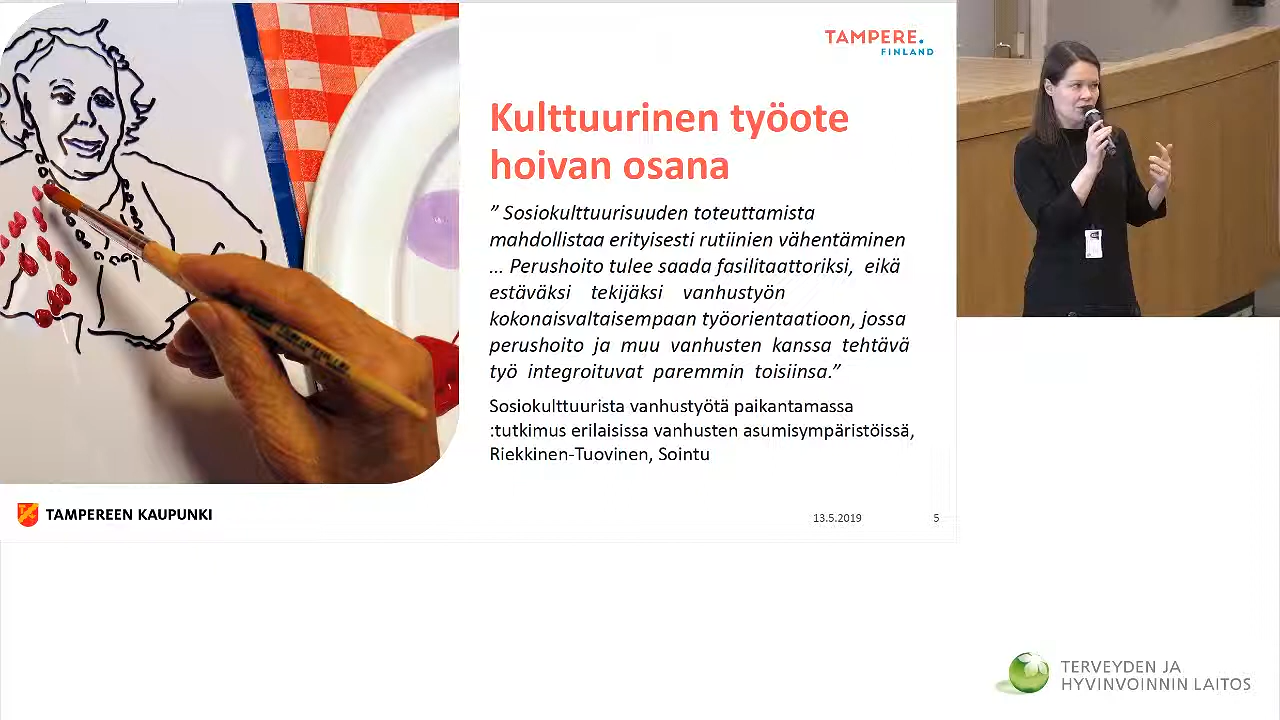 TAMPERE.
FINLAND
Kulttuurinen työote
hoivan osana
” Sosiokulttuurisuuden toteuttamista
mahdollistaa erityisesti rutiinien vähentäminen
... Perushoito tulee saada fasilitaattoriksi, eikä
estäväksi tekijäksi vanhustyön
kokonaisvaltaisempaan työorientaatioon, jossa
perushoito ja muu vanhusten kanssa tehtävä
työ integroituvat paremmin toisiinsa.”
Sosiokulttuurista vanhustyötä paikantamassa
:tutkimus erilaisissa vanhusten asumisympäristöissä,
Riekkinen-Tuovinen, Sointu
TAMPEREEN KAUPUNKI
13.5.2019
5
TERVEYDEN JA
HYVINVOINNIN LAITOS